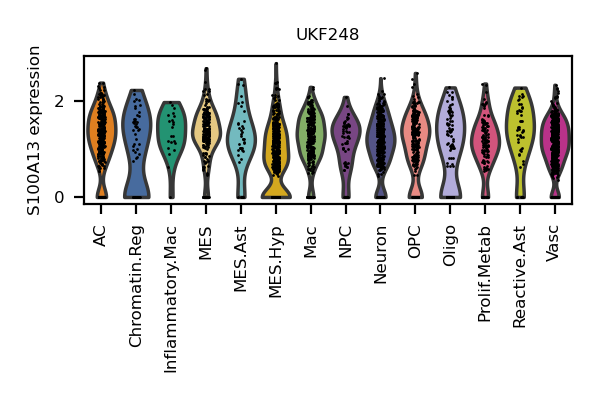 UKF248
S100A13 expression
2
0
AC
Chromatin.Reg
Inflammatory.Mac
MES
MES.Ast
MES.Hyp
Mac
NPC
Neuron
OPC
Oligo
Prolif.Metab
Reactive.Ast
Vasc